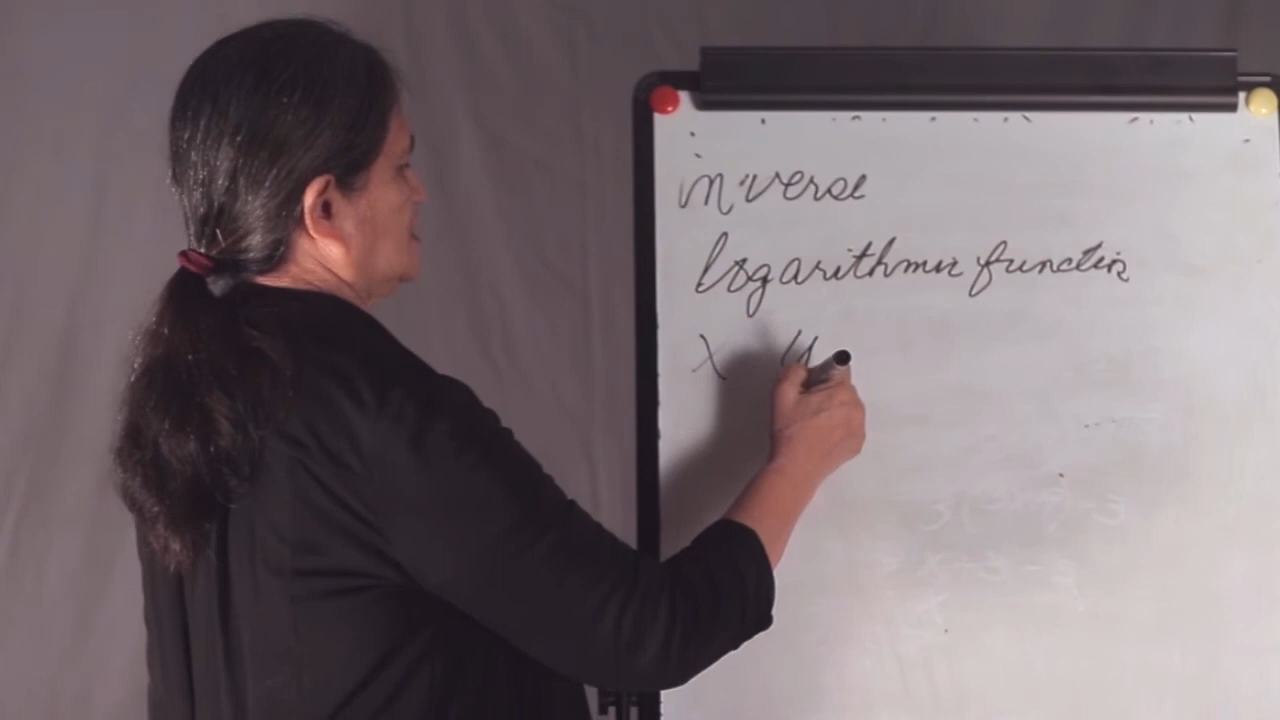 inverse
logarithmic function
x y